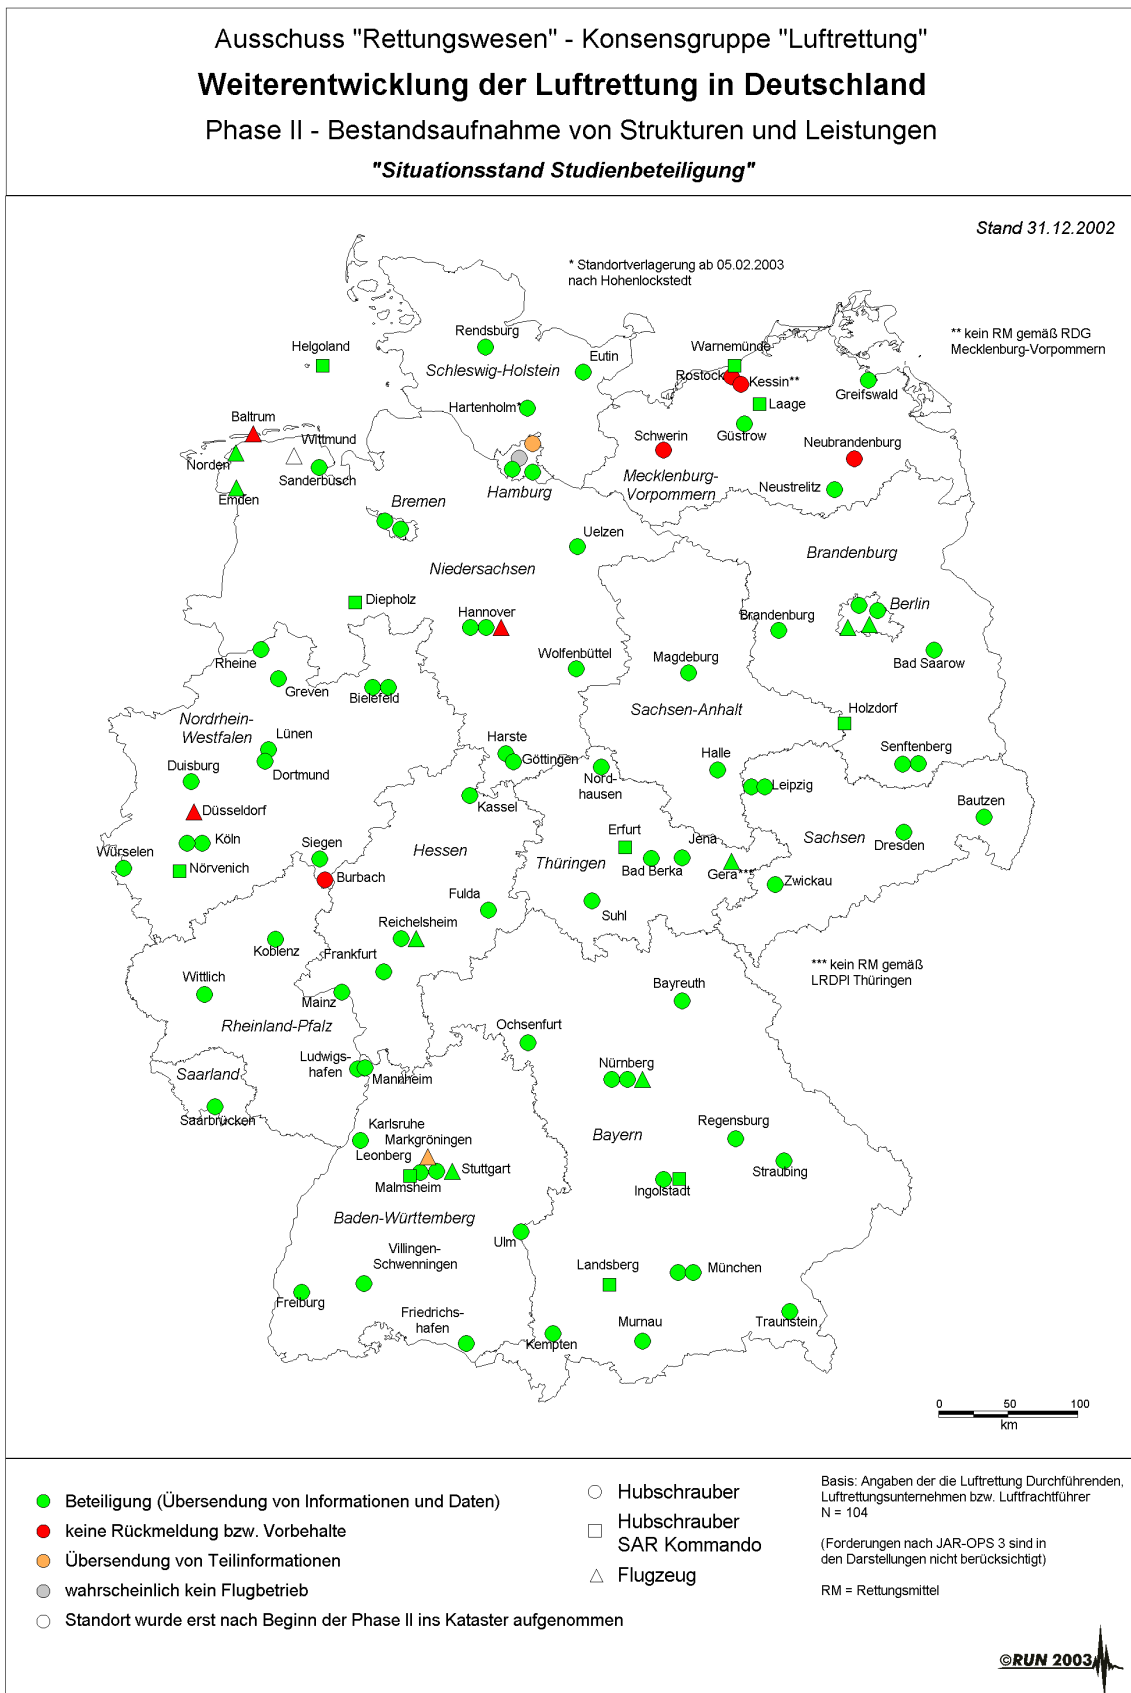 Ausschuss "Rettungswesen" - Konsensgruppe "Luftrettung"
Weiterentwicklung der Luftrettung in Deutschland
Phase II - Bestandsaufnahme von Strukturen und Leistungen
"Situationsstand Studienbeteiligung"
Stand 31.12.2002
* Standortverlagerung ab 05.02.2003
nach Hohenlockstedt
** kein RM gemäß RDG
Mecklenburg-Vorpommern
Rendsburg
Helgoland
Eutin
Warnemünde
Schleswig-Holstein
Rostock
Kessin**
Greifswald
Hartenholm*
Laage
Baltrum
Güstrow
Schwerin
Wittmund
Neubrandenburg
Norden
Sanderbusch
Mecklenburg-
Vorpommern
Neustrelitz
Hamburg
Emden
Bremen
Uelzen
Brandenburg
Niedersachsen
Diepholz
Hannover
Berlin
Brandenburg
Wolfenbüttel
Magdeburg
Bad Saarow
Rheine
Greven
Bielefeld
Sachsen-Anhalt
Holzdorf
Nordrhein-
Westfalen
Lünen
Harste
Göttingen
Halle
Senftenberg
Duisburg
Dortmund
Nord-
hausen
Leipzig
Kassel
Bautzen
Düsseldorf
Köln
Siegen
Hessen
Erfurt
Jena
Sachsen
Dresden
Würselen
Nörvenich
Burbach
Thüringen
Bad Berka
Gera***
Zwickau
Fulda
Suhl
Reichelsheim
Koblenz
Frankfurt
*** kein RM gemäß
LRDPl Thüringen
Wittlich
Mainz
Bayreuth
Rheinland-Pfalz
Ochsenfurt
Ludwigs-
hafen
Mannheim
Nürnberg
Saarland
Saarbrücken
Karlsruhe
Markgröningen
Leonberg
Stuttgart
Malmsheim
Regensburg
Bayern
Straubing
Ingolstadt
Baden-Württemberg
Ulm
Villingen-
Schwenningen
Landsberg
München
Freiburg
Friedrichs-
hafen
Kempten
Murnau
Traunstein
0 50 100
km
Beteiligung (Übersendung von Informationen und Daten)
keine Rückmeldung bzw. Vorbehalte
Übersendung von Teilinformationen
wahrscheinlich kein Flugbetrieb
Standort wurde erst nach Beginn der Phase II ins Kataster aufgenommen
Hubschrauber
Hubschrauber
SAR Kommando
Flugzeug
Basis: Angaben der die Luftrettung Durchführenden,
Luftrettungsunternehmen bzw. Luftfrachtführer
N = 104
(Forderungen nach JAR-OPS 3 sind in
den Darstellungen nicht berücksichtigt)
RM = Rettungsmittel
©RUN 2003